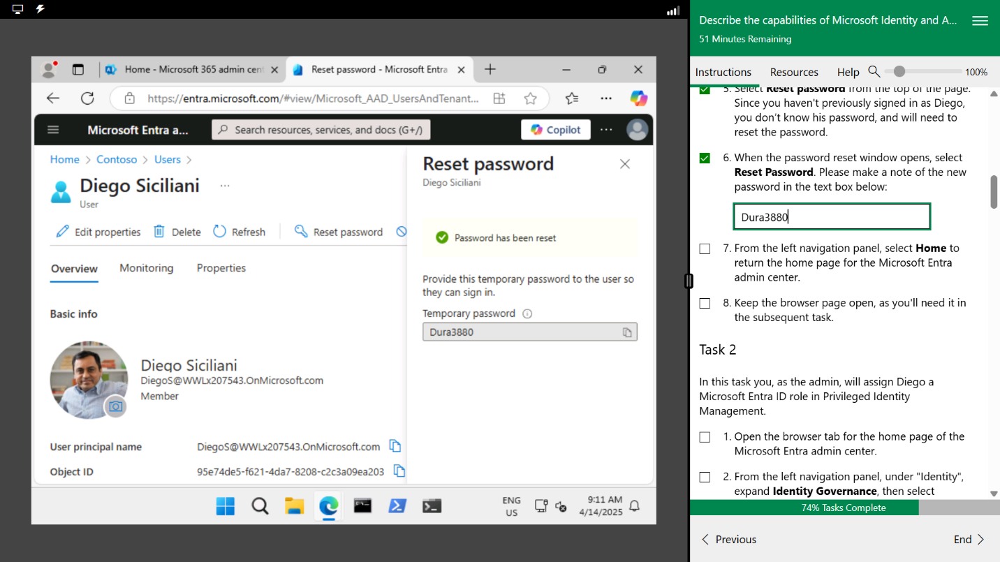 Home - Microsoft 365 admin cent
Reset password - Microsoft Entra
https://entra.microsoft.com/#view/Microsoft_AAD_UsersAndTenant...
Microsoft Entra a...
Search resources, services, and docs (G+/)
Copilot
Home > Contoso > Users >
Diego Siciliani
User
Edit properties
Delete
Refresh
Reset password
Overview
Monitoring
Properties
Basic info
Diego Siciliani
DiegoS@WWLx207543.OnMicrosoft.com
Member
User principal name
DiegoS@WWLx207543.OnMicrosoft.com
Object ID
95e74de5-f621-4da7-8208-c2c3a09ea203
Reset password
Diego Siciliani
Password has been reset
Provide this temporary password to the user so
they can sign in.
Temporary password
Dura3880
ENG
US
9:11 AM
4/14/2025
Describe the capabilities of Microsoft Identity and A...
51 Minutes Remaining
Instructions
Resources
Help
100%
5. Select Reset password from the top of the page.
Since you haven't previously signed in as Diego,
you don't know his password, and will need to
reset the password.
6. When the password reset window opens, select
Reset Password. Please make a note of the new
password in the text box below:
Dura3880
7. From the left navigation panel, select Home to
return the home page for the Microsoft Entra
admin center.
8. Keep the browser page open, as you'll need it in
the subsequent task.
Task 2
In this task you, as the admin, will assign Diego a
Microsoft Entra ID role in Privileged Identity
Management.
1. Open the browser tab for the home page of the
Microsoft Entra admin center.
2. From the left navigation panel, under "Identity",
expand Identity Governance, then select
74% Tasks Complete
Previous
End